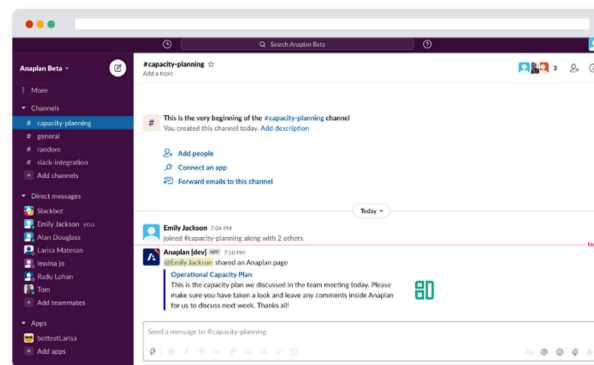 Search Anaplan Beta
Anaplan Beta
More
Channels
# capacity-planning
# general
# random
# slack-integration
+ Add channels
Direct messages
Slackbot
Emily Jackson you
Alan Douglass
Larisa Matesan
lewina jo
Radu Lohan
Tom
+ Add teammates
Apps
bottestLarisa
+ Add apps
#capacity-planning
3
Add a topic
# This is the very beginning of the #capacity-planning channel
You created this channel today. Add description
Add people
Connect an app
Forward emails to this channel
Today
Emily Jackson 7:04 PM
joined #capacity-planning along with 2 others.
Anaplan [dev] APP 7:10 PM
@Emily Jackson shared an Anaplan page
Operational Capacity Plan
This is the capacity plan we discussed in the team meeting today. Please
make sure you have taken a look and leave any comments inside Anaplan
for us to discuss next week. Thanks all!
Send a message to #capacity-planning